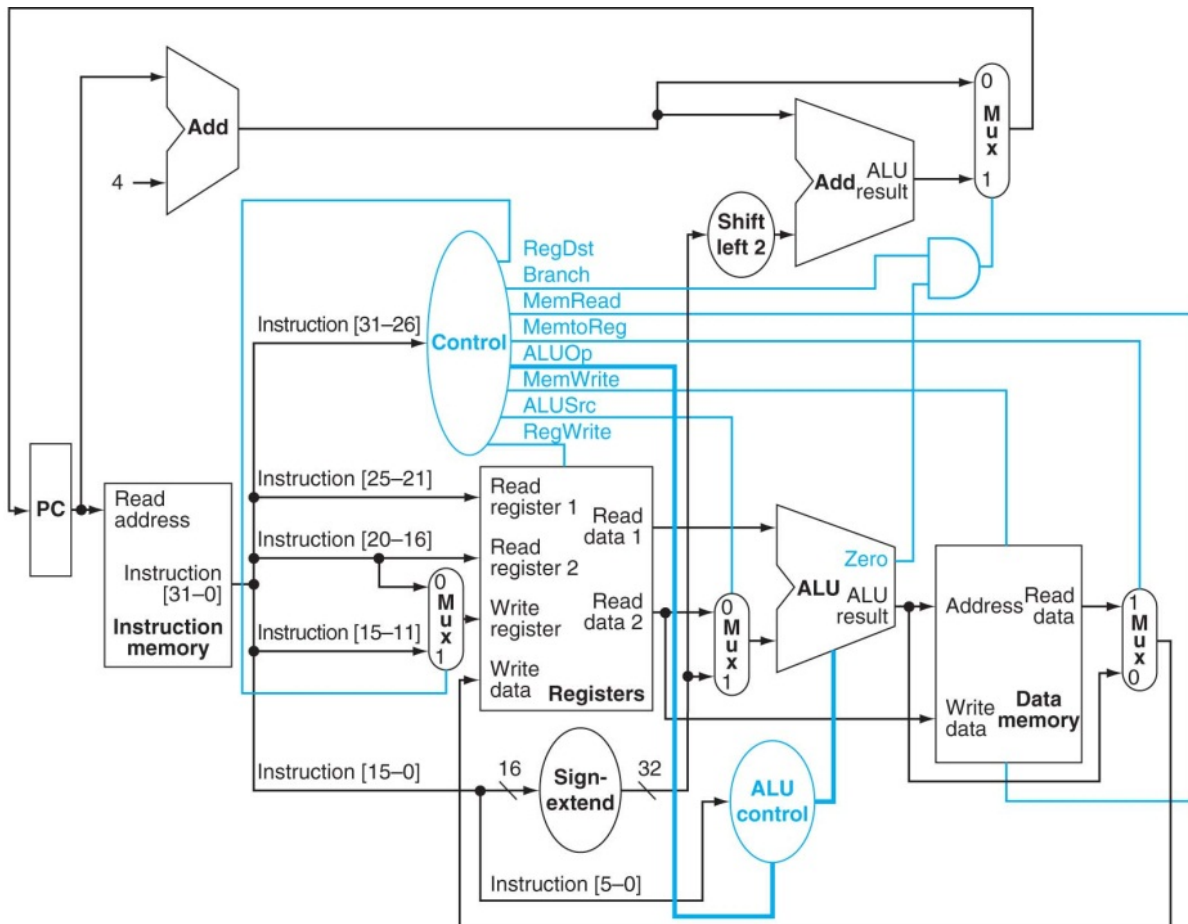 Add
4
0
M
u
x
1
Add
ALU
result
Shift
left 2
RegDst
Branch
MemRead
MemtoReg
ALUOp
MemWrite
ALUSrc
RegWrite
Control
Instruction [31–26]
Instruction [25–21]
Instruction [20–16]
Instruction [15–11]
Instruction [15–0]
Instruction [5–0]
PC
Read
address
Instruction
[31–0]
Instruction
memory
0
M
u
x
1
Read
register 1
Read
register 2
Write
register
Write
data
Read
data 1
Read
data 2
Registers
16
Sign-
extend
32
0
M
u
x
1
Zero
ALU
ALU
result
ALU
control
Address
Read
data
Write
data
Data
memory
1
M
u
x
0